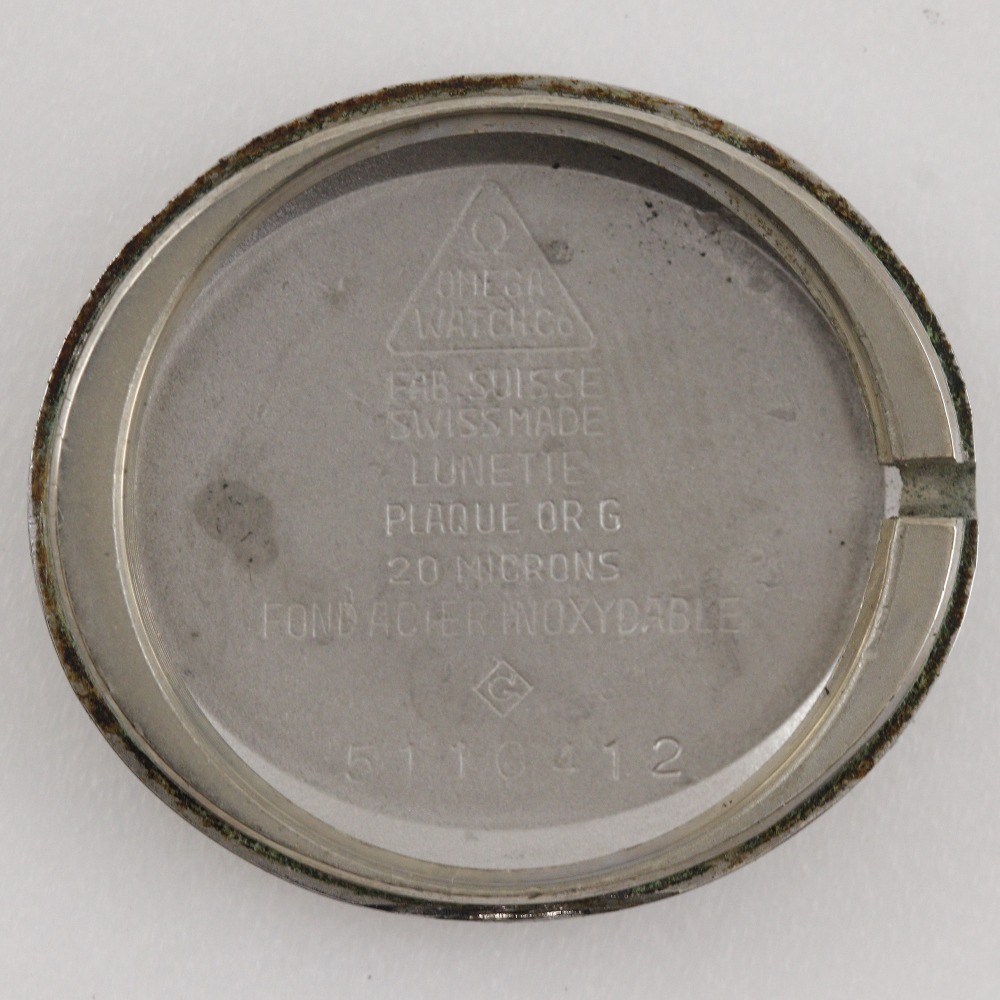 Ω
OMEGA
WATCH Co
FAB. SUISSE
SWISS MADE
LUNETTE
PLAQUE OR G
20 MICRONS
FOND ACIER INOXYDABLE
G
5110412